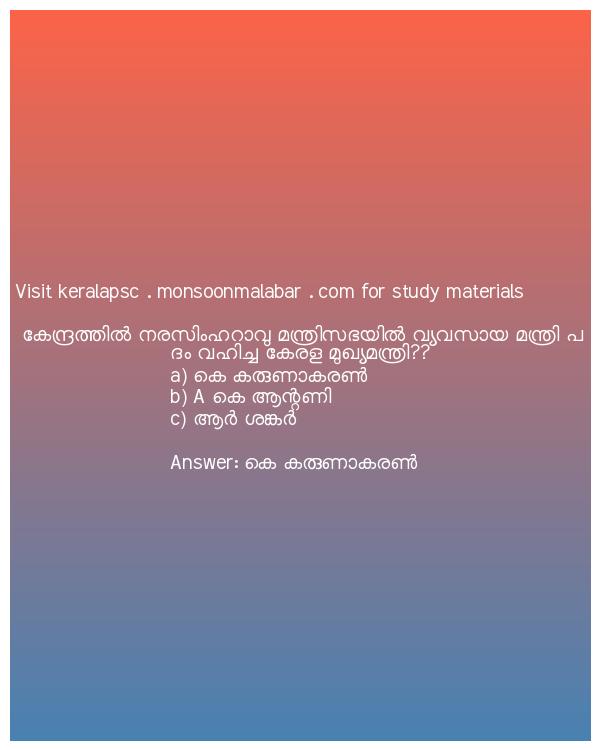 Visit keralapsc . monsoonmalabar . com for study materials
കേന്ദ്രത്തിൽ നരസിംഹറാവു മന്ത്രിസഭയിൽ വ്യവസായ മന്ത്രി പ
ദം വഹിച്ച കേരള മുഖ്യമന്ത്രി??
a) കെ കരുണാകരൺ
b) A കെ ആന്റണി
c) ആർ ശങ്കർ
Answer: കെ കരുണാകരൺ